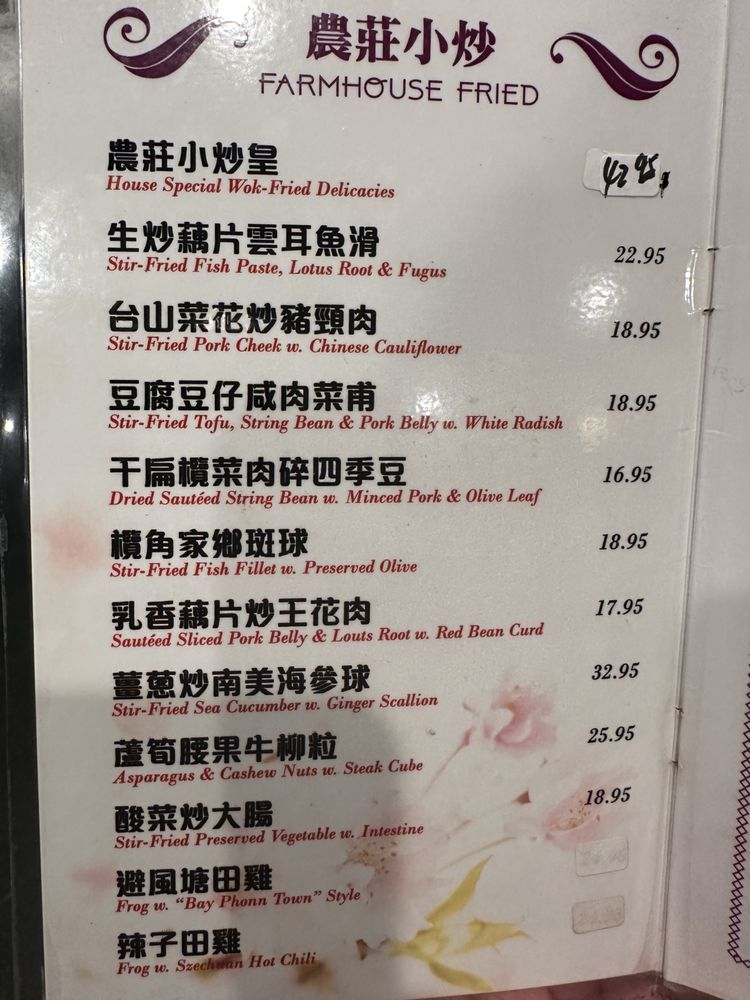 農莊小炒
FARMHOUSE FRIED
農莊小炒皇
House Special Wok-Fried Delicacies
42.95
生炒藕片雲耳魚滑
Stir-Fried Fish Paste, Lotus Root & Fugus
22.95
台山菜花炒豬頸肉
Stir-Fried Pork Cheek w. Chinese Cauliflower
18.95
豆腐豆仔咸肉菜甫
Stir-Fried Tofu, String Bean & Pork Belly w. White Radish
18.95
干扁欖菜肉碎四季豆
Dried Sautéed String Bean w. Minced Pork & Olive Leaf
16.95
欖角家鄉斑球
Stir-Fried Fish Fillet w. Preserved Olive
18.95
乳香藕片炒王花肉
Sautéed Sliced Pork Belly & Louts Root w. Red Bean Curd
17.95
薑蔥炒南美海參球
Stir-Fried Sea Cucumber w. Ginger Scallion
32.95
蘆筍腰果牛柳粒
Asparagus & Cashew Nuts w. Steak Cube
25.95
酸菜炒大腸
Stir-Fried Preserved Vegetable w. Intestine
18.95
避風塘田雞
Frog w. "Bay Phonn Town" Style
辣子田雞
Frog w. Szechuan Hot Chili